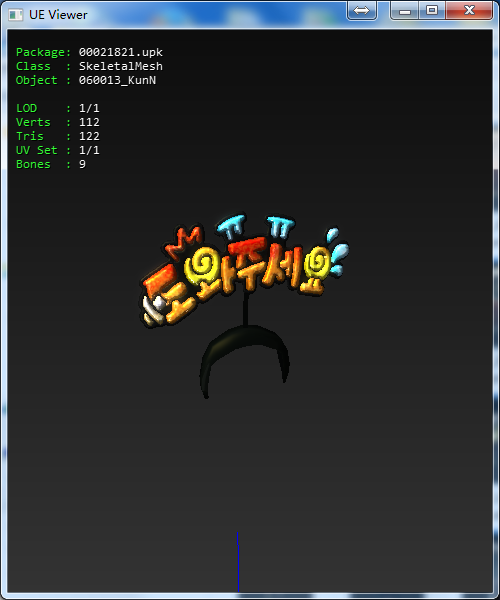 UE Viewer
Package: 00021821.upk
Class : SkeletalMesh
Object : 060013_KunN
LOD : 1/1
Verts : 112
Tris : 122
UV Set : 1/1
Bones : 9
ㅠ ㅠ
도와주세요